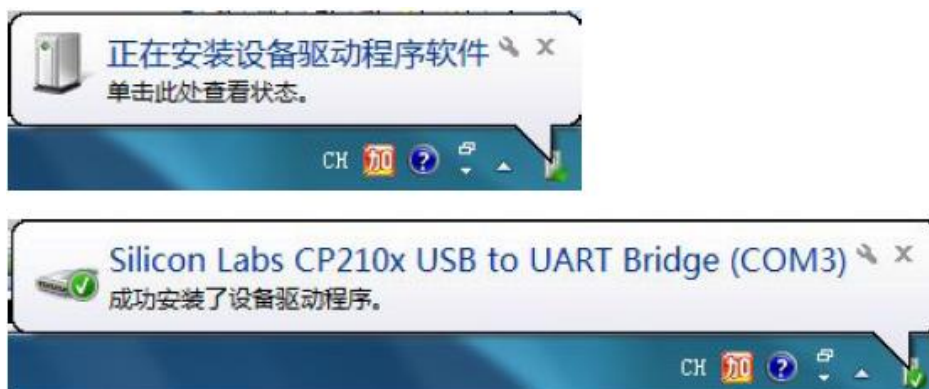 正在安装设备驱动程序软件
单击此处查看状态。
CH 加 ?
Silicon Labs CP210x USB to UART Bridge (COM3)
成功安装了设备驱动程序。
CH 加 ?